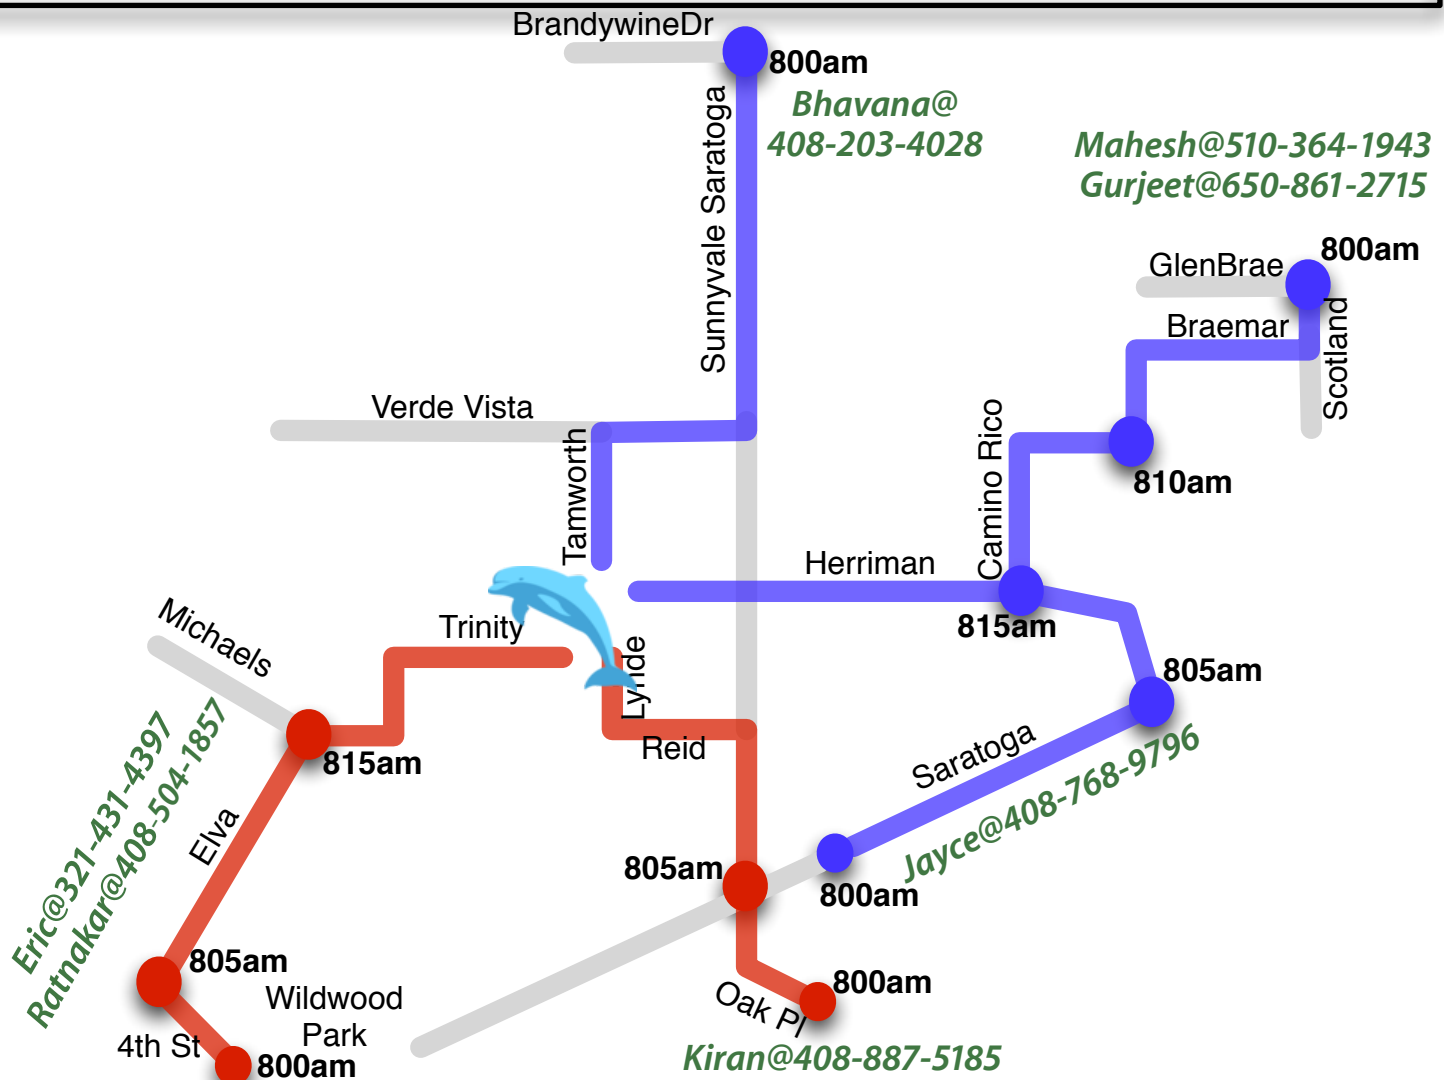 BrandywineDr
800am
Bhavana@
408-203-4028
Mahesh@510-364-1943
Gurjeet@650-861-2715
Sunnyvale Saratoga
800am
GlenBrae
Braemar
Scotland
Verde Vista
Tamworth
Camino Rico
810am
Herriman
815am
Michaels
Trinity
Lynde
805am
Reid
Saratoga
815am
Jayce@408-768-9796
Eric@321-431-4397
Ratnakar@408-504-1857
Elva
805am
800am
805am
Wildwood
Park
800am
Oak Pl
4th St
800am
Kiran@408-887-5185